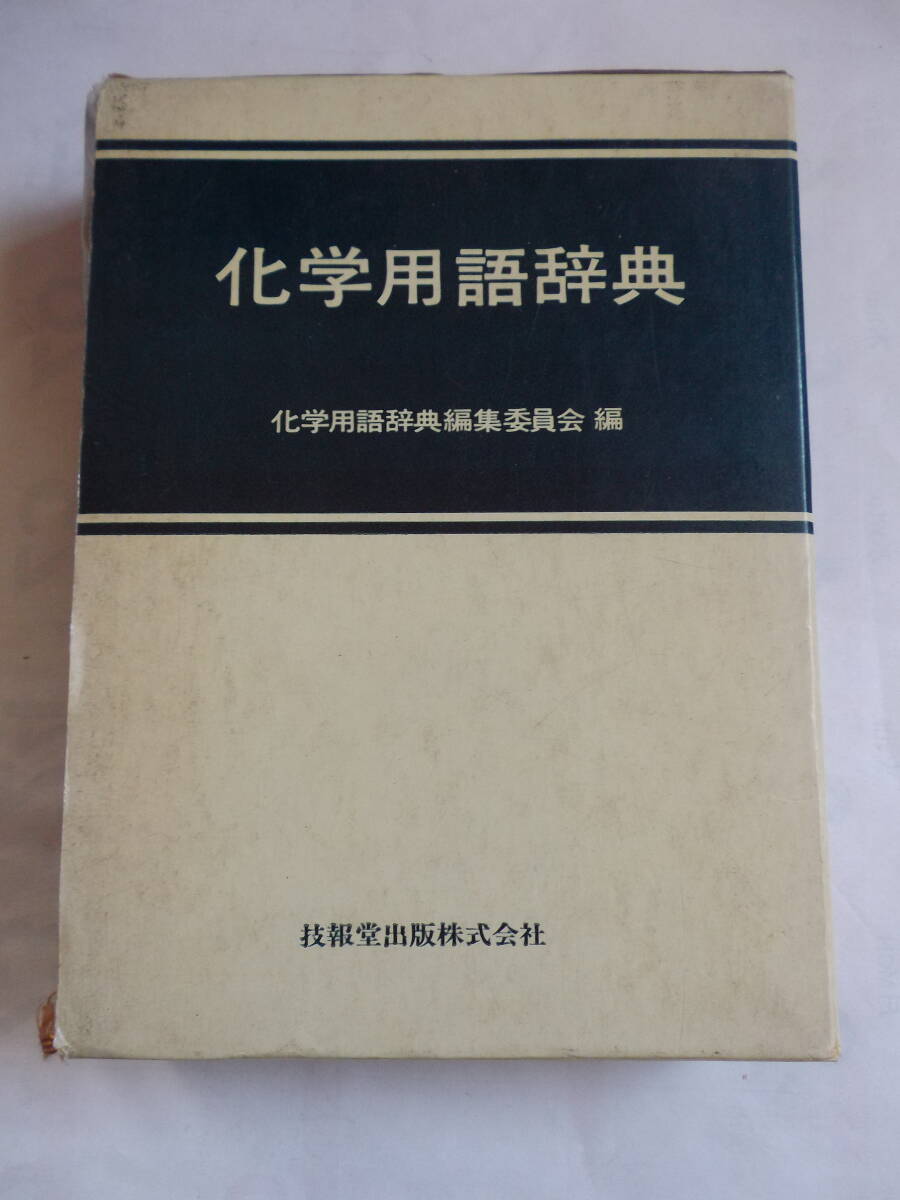 化学用語辞典
化学用語辞典編集委員会 編
技報堂出版株式会社